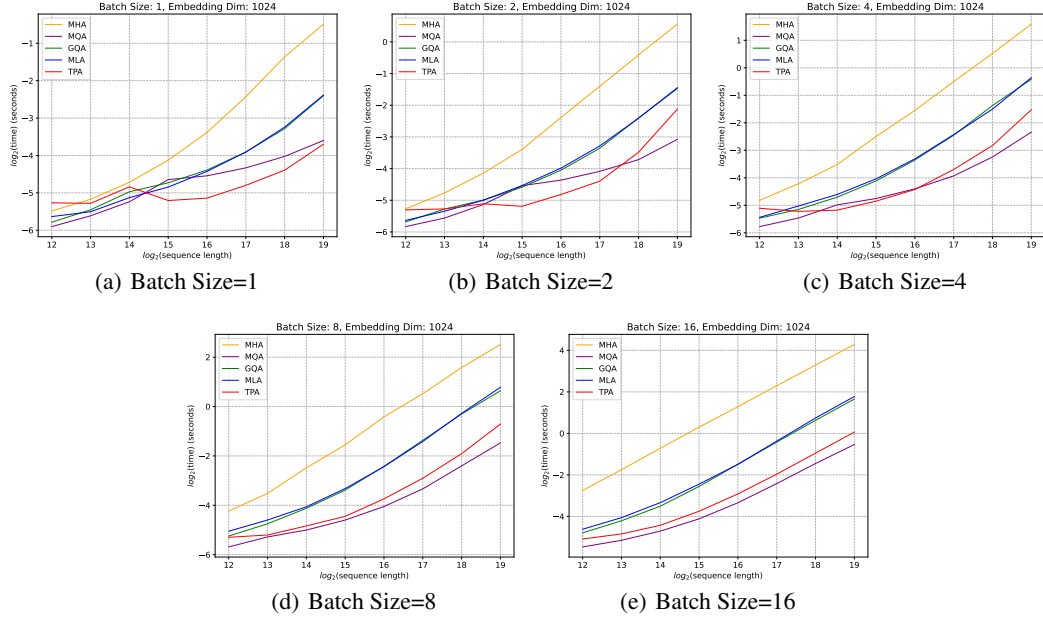 Batch Size: 1, Embedding Dim: 1024
MHA
MQA
GQA
MLA
TPA
−1
−2
−3
−4
−5
−6
log2(time) (seconds)
12 13 14 15 16 17 18 19
log2(sequence length)
(a) Batch Size=1
Batch Size: 2, Embedding Dim: 1024
MHA
MQA
GQA
MLA
TPA
0
−1
−2
−3
−4
−5
−6
log2(time) (seconds)
12 13 14 15 16 17 18 19
log2(sequence length)
(b) Batch Size=2
Batch Size: 4, Embedding Dim: 1024
MHA
MQA
GQA
MLA
TPA
1
0
−1
−2
−3
−4
−5
−6
log2(time) (seconds)
12 13 14 15 16 17 18 19
log2(sequence length)
(c) Batch Size=4
Batch Size: 8, Embedding Dim: 1024
MHA
MQA
GQA
MLA
TPA
2
0
−2
−4
−6
log2(time) (seconds)
12 13 14 15 16 17 18 19
log2(sequence length)
(d) Batch Size=8
Batch Size: 16, Embedding Dim: 1024
MHA
MQA
GQA
MLA
TPA
4
2
0
−2
−4
log2(time) (seconds)
12 13 14 15 16 17 18 19
log2(sequence length)
(e) Batch Size=16